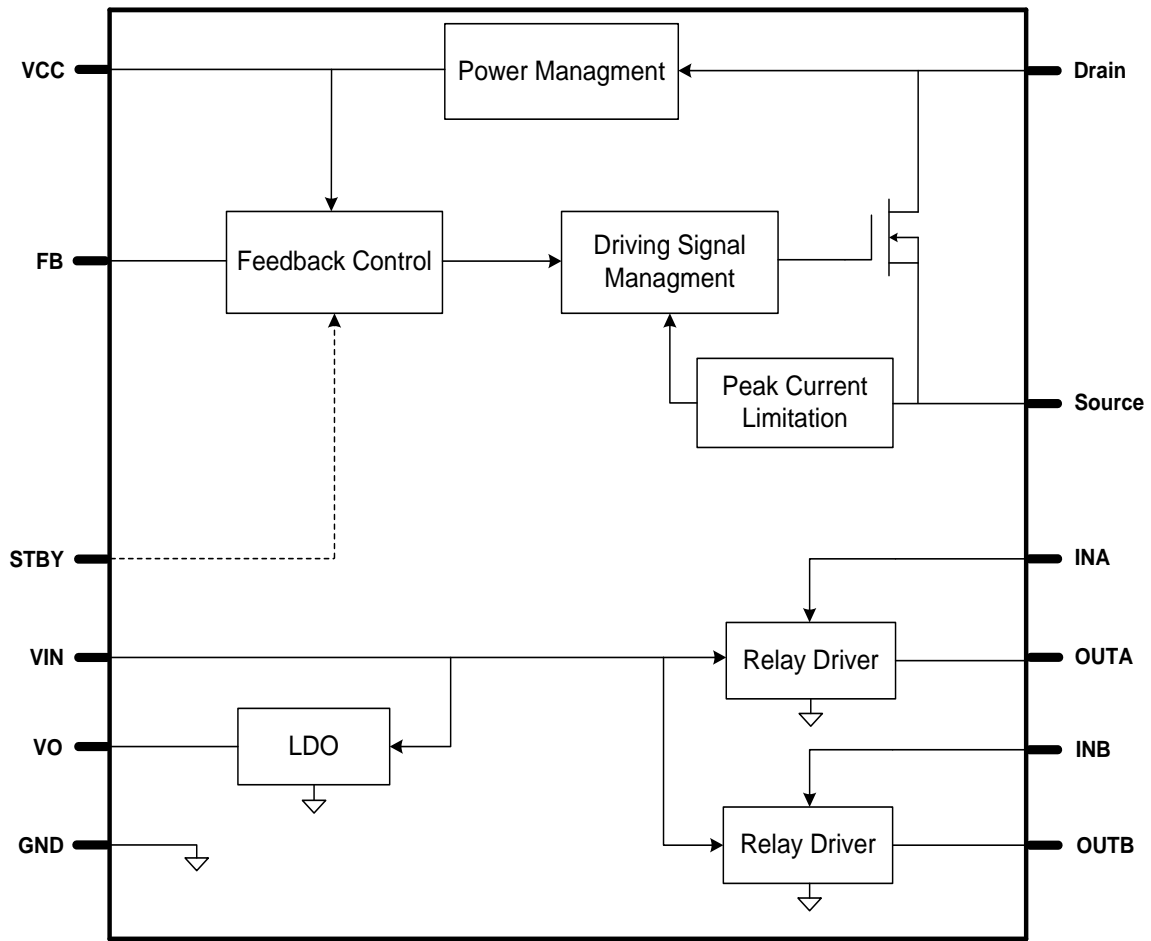 VCC
Power Managment
Drain
FB
Feedback Control
Driving Signal
Managment
Peak Current
Limitation
Source
STBY
INA
VIN
Relay Driver
OUTA
VO
LDO
INB
GND
Relay Driver
OUTB